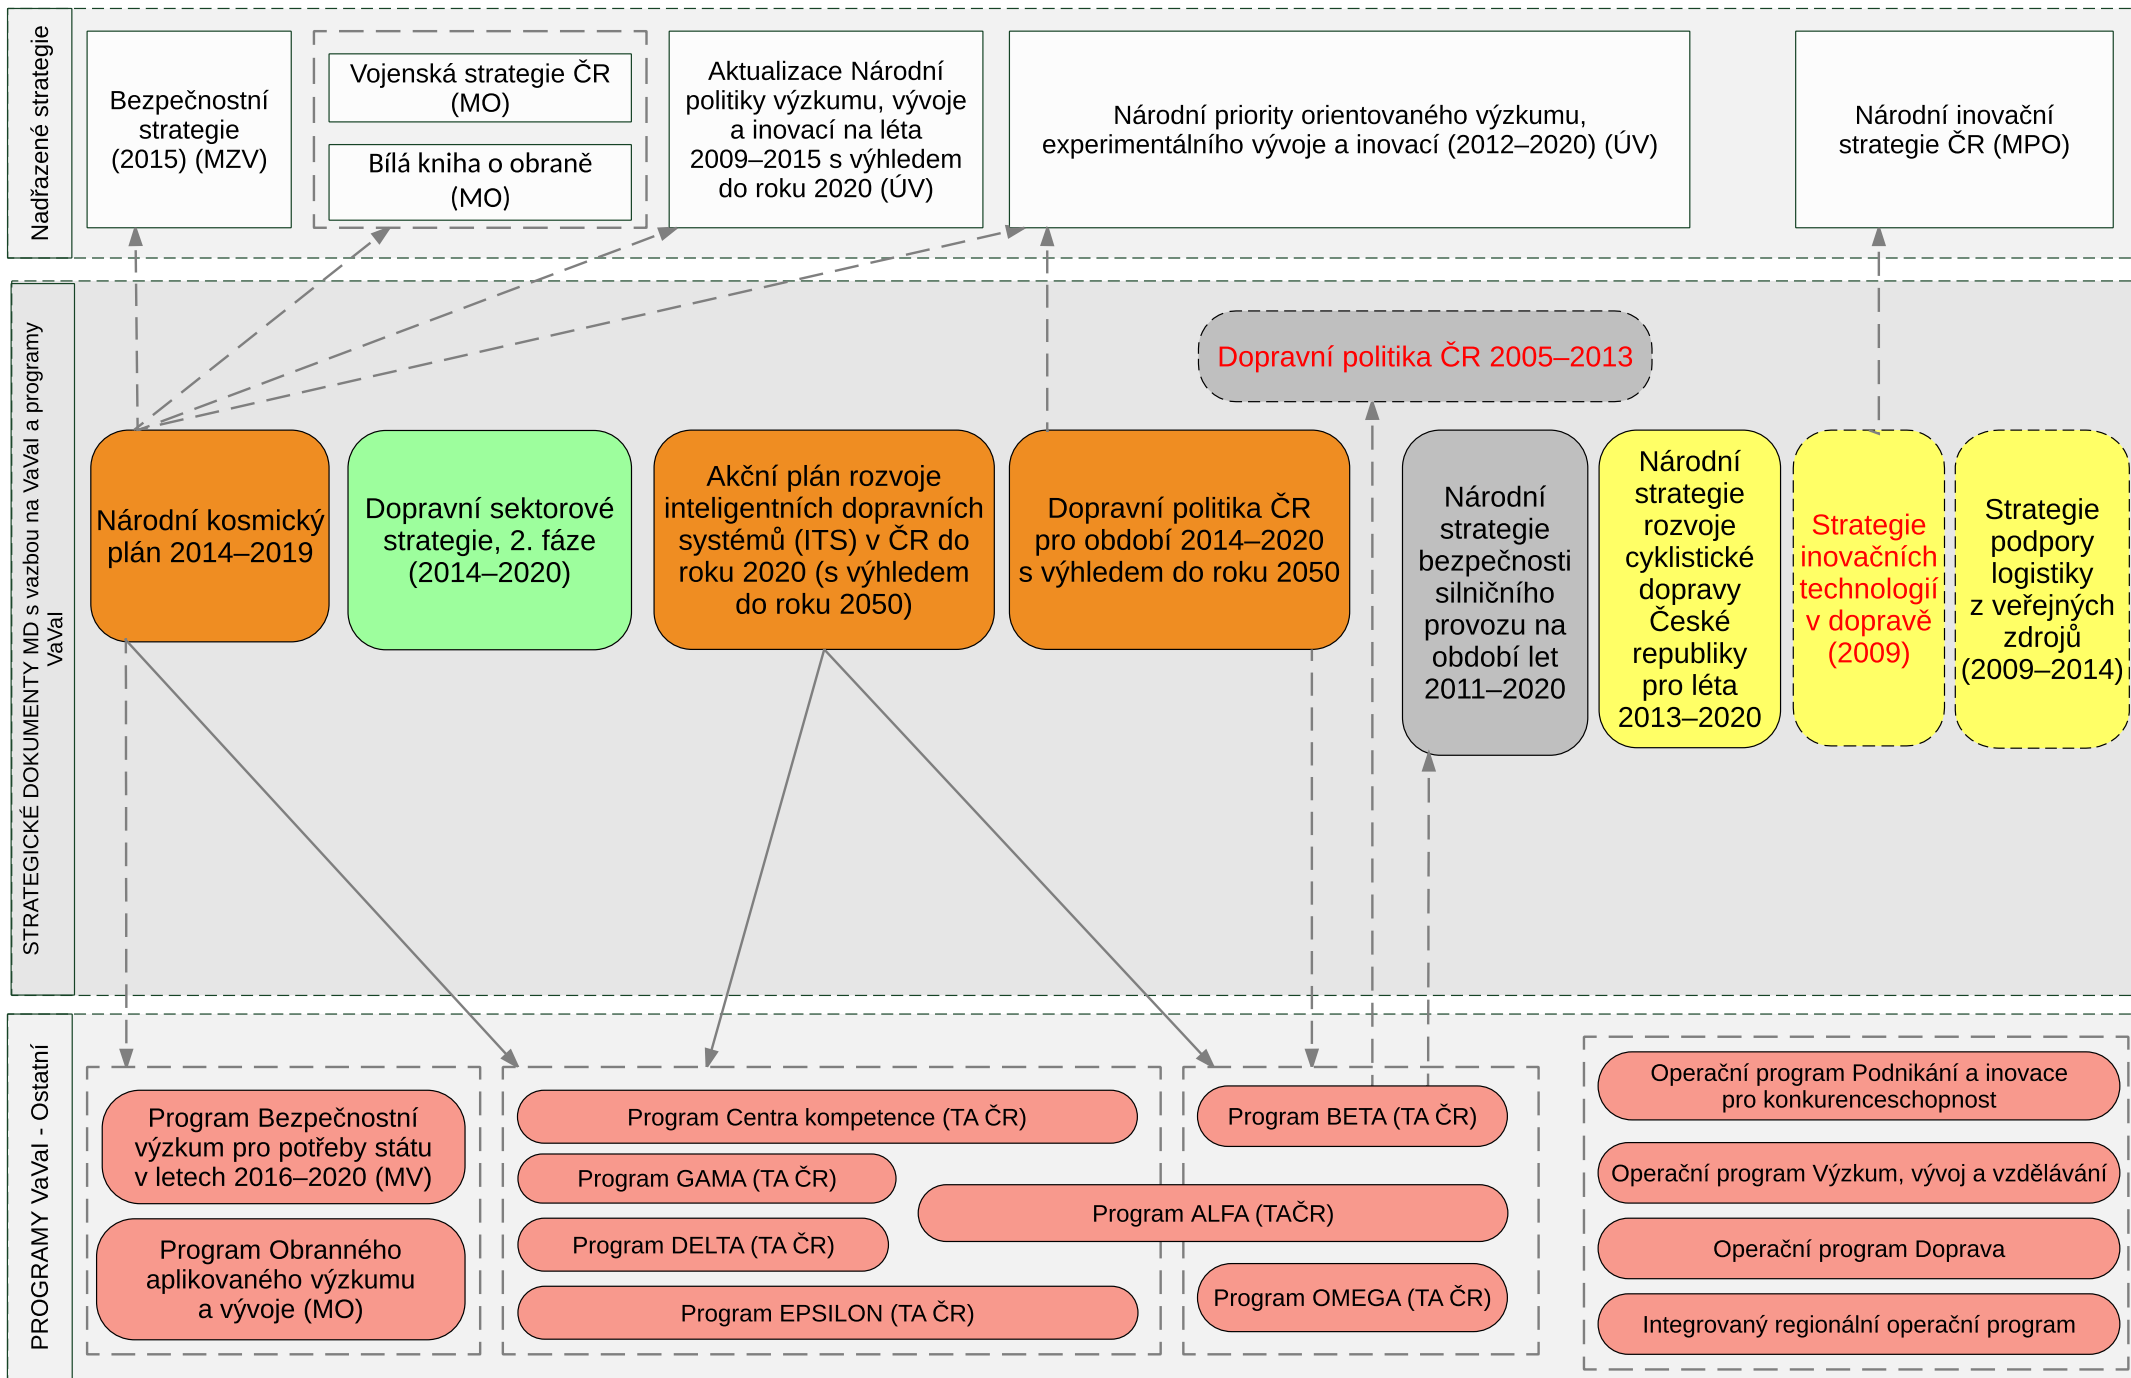 Nadřazené strategie
Bezpečnostní
strategie
(2015) (MZV)
Vojenská strategie ČR
(MO)
Bílá kniha o obraně
(MO)
Aktualizace Národní
politiky výzkumu, vývoje
a inovací na léta
2009–2015 s výhledem
do roku 2020 (ÚV)
Národní priority orientovaného výzkumu,
experimentálního vývoje a inovací (2012–2020) (ÚV)
Národní inovační
strategie ČR (MPO)
STRATEGICKÉ DOKUMENTY MD s vazbou na VaVaI a programy
VaVaI
Dopravní politika ČR 2005–2013
Národní kosmický
plán 2014–2019
Dopravní sektorové
strategie, 2. fáze
(2014–2020)
Akční plán rozvoje
inteligentních dopravních
systémů (ITS) v ČR do
roku 2020 (s výhledem
do roku 2050)
Dopravní politika ČR
pro období 2014–2020
s výhledem do roku 2050
Národní
strategie
bezpečnosti
silničního
provozu na
období let
2011–2020
Národní
strategie
rozvoje
cyklistické
dopravy
České
republiky
pro léta
2013–2020
Strategie
inovačních
technologií
v dopravě
(2009)
Strategie
podpory
logistiky
z veřejných
zdrojů
(2009–2014)
PROGRAMY VaVaI - Ostatní
Program Bezpečnostní
výzkum pro potřeby státu
v letech 2016–2020 (MV)
Program Obranného
aplikovaného výzkumu
a vývoje (MO)
Program Centra kompetence (TA ČR)
Program GAMA (TA ČR)
Program DELTA (TA ČR)
Program EPSILON (TA ČR)
Program ALFA (TAČR)
Program BETA (TA ČR)
Program OMEGA (TA ČR)
Operační program Podnikání a inovace
pro konkurenceschopnost
Operační program Výzkum, vývoj a vzdělávání
Operační program Doprava
Integrovaný regionální operační program